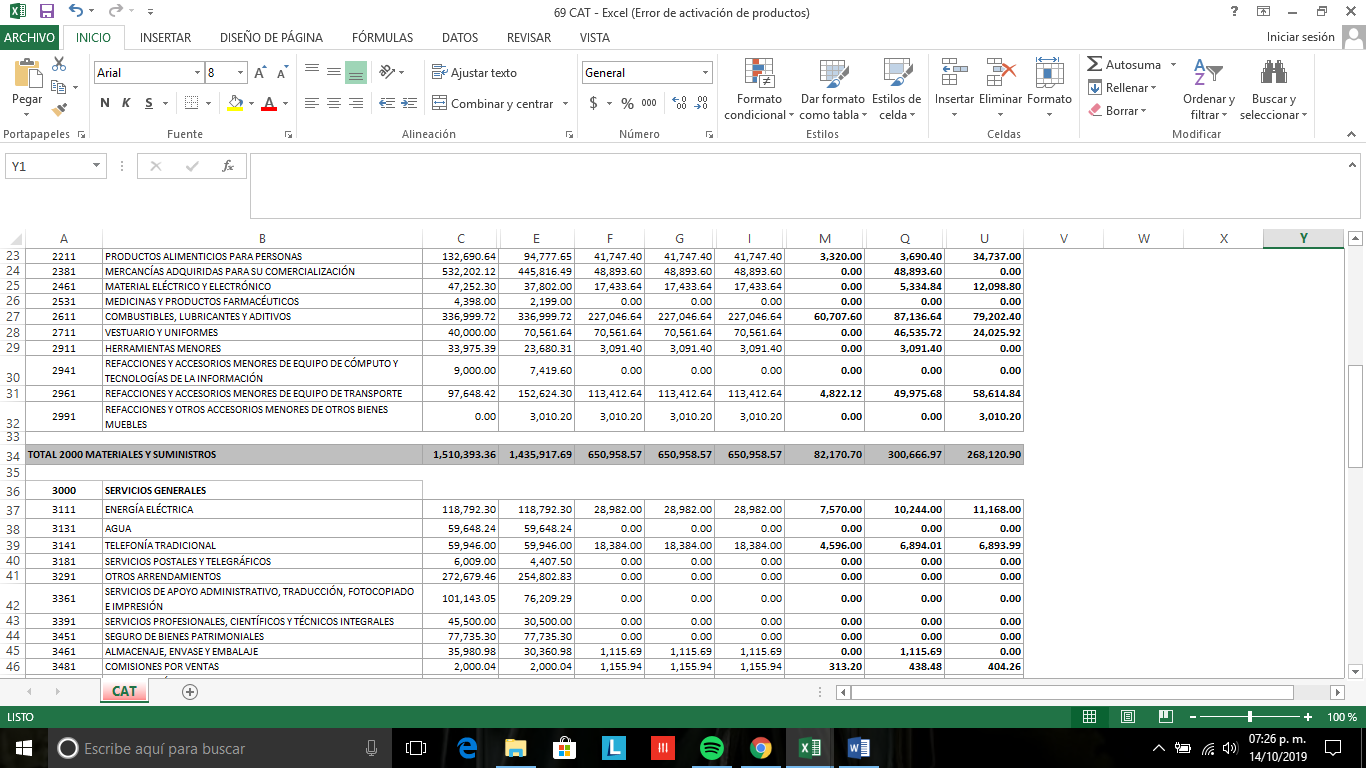 69 CAT - Excel (Error de activación de productos)
ARCHIVO INICIO INSERTAR DISEÑO DE PÁGINA FÓRMULAS DATOS REVISAR VISTA Iniciar sesión
Pegar Arial 8 Ajustar texto General Formato condicional Dar formato como tabla Estilos de celda Insertar Eliminar Formato Autosuma Rellenar Borrar Ordenar y filtrar Buscar y seleccionar
N K S Combinar y centrar $ % 000
Portapapeles Fuente Alineación Número Estilos Celdas Modificar
Y1 fx
A B C E F G I M Q U V W X Y
23 2211 PRODUCTOS ALIMENTICIOS PARA PERSONAS 132,690.64 94,777.65 41,747.40 41,747.40 41,747.40 3,320.00 3,690.40 34,737.00
24 2381 MERCANCÍAS ADQUIRIDAS PARA SU COMERCIALIZACIÓN 532,202.12 445,816.49 48,893.60 48,893.60 48,893.60 0.00 48,893.60 0.00
25 2461 MATERIAL ELÉCTRICO Y ELECTRÓNICO 47,252.30 37,802.00 17,433.64 17,433.64 17,433.64 0.00 5,334.84 12,098.80
26 2531 MEDICINAS Y PRODUCTOS FARMACÉUTICOS 4,398.00 2,199.00 0.00 0.00 0.00 0.00 0.00 0.00
27 2611 COMBUSTIBLES, LUBRICANTES Y ADITIVOS 336,999.72 336,999.72 227,046.64 227,046.64 227,046.64 60,707.60 87,136.64 79,202.40
28 2711 VESTUARIO Y UNIFORMES 40,000.00 70,561.64 70,561.64 70,561.64 70,561.64 0.00 46,535.72 24,025.92
29 2911 HERRAMIENTAS MENORES 33,975.39 23,680.31 3,091.40 3,091.40 3,091.40 0.00 3,091.40 0.00
30 2941 REFACCIONES Y ACCESORIOS MENORES DE EQUIPO DE CÓMPUTO Y
TECNOLOGÍAS DE LA INFORMACIÓN 9,000.00 7,419.60 0.00 0.00 0.00 0.00 0.00 0.00
31 2961 REFACCIONES Y ACCESORIOS MENORES DE EQUIPO DE TRANSPORTE 97,648.42 152,624.30 113,412.64 113,412.64 113,412.64 4,822.12 49,975.68 58,614.84
32 2991 REFACCIONES Y OTROS ACCESORIOS MENORES DE OTROS BIENES
MUEBLES 0.00 3,010.20 3,010.20 3,010.20 3,010.20 0.00 0.00 3,010.20
33
34 TOTAL 2000 MATERIALES Y SUMINISTROS 1,510,393.36 1,435,917.69 650,958.57 650,958.57 650,958.57 82,170.70 300,666.97 268,120.90
35
36 3000 SERVICIOS GENERALES
37 3111 ENERGÍA ELÉCTRICA 118,792.30 118,792.30 28,982.00 28,982.00 28,982.00 7,570.00 10,244.00 11,168.00
38 3131 AGUA 59,648.24 59,648.24 0.00 0.00 0.00 0.00 0.00 0.00
39 3141 TELEFONÍA TRADICIONAL 59,946.00 59,946.00 18,384.00 18,384.00 18,384.00 4,596.00 6,894.01 6,893.99
40 3181 SERVICIOS POSTALES Y TELEGRÁFICOS 6,009.00 4,407.50 0.00 0.00 0.00 0.00 0.00 0.00
41 3291 OTROS ARRENDAMIENTOS 272,679.46 254,802.83 0.00 0.00 0.00 0.00 0.00 0.00
42 3361 SERVICIOS DE APOYO ADMINISTRATIVO, TRADUCCIÓN, FOTOCOPIADO
E IMPRESIÓN 101,143.05 76,209.29 0.00 0.00 0.00 0.00 0.00 0.00
43 3391 SERVICIOS PROFESIONALES, CIENTÍFICOS Y TÉCNICOS INTEGRALES 45,500.00 30,500.00 0.00 0.00 0.00 0.00 0.00 0.00
44 3451 SEGURO DE BIENES PATRIMONIALES 77,735.30 77,735.30 0.00 0.00 0.00 0.00 0.00 0.00
45 3461 ALMACENAJE, ENVASE Y EMBALAJE 35,980.98 30,360.98 1,115.69 1,115.69 1,115.69 0.00 1,115.69 0.00
46 3481 COMISIONES POR VENTAS 2,000.04 2,000.04 1,155.94 1,155.94 1,155.94 313.20 438.48 404.26
CAT
LISTO 100 %
Escribe aquí para buscar
07:26 p. m.
14/10/2019